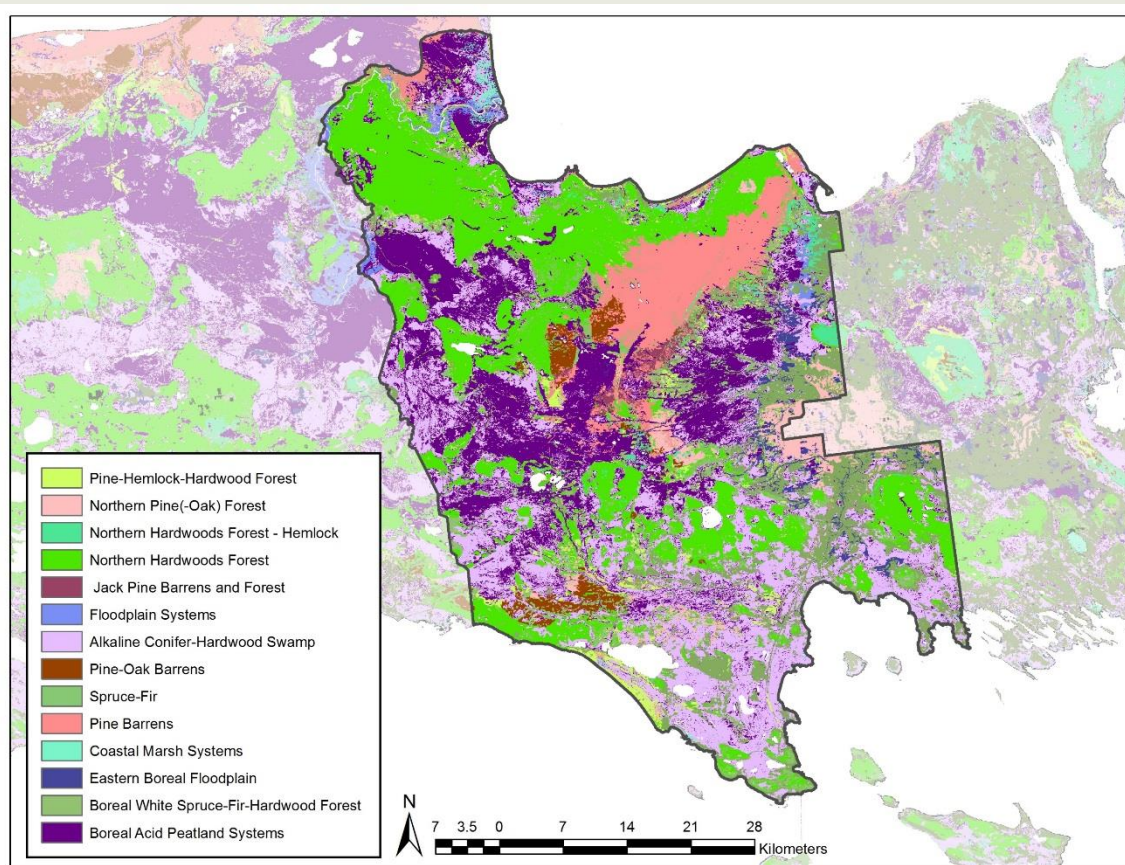 Pine-Hemlock-Hardwood Forest
Northern Pine(-Oak) Forest
Northern Hardwoods Forest - Hemlock
Northern Hardwoods Forest
Jack Pine Barrens and Forest
Floodplain Systems
Alkaline Conifer-Hardwood Swamp
Pine-Oak Barrens
Spruce-Fir
Pine Barrens
Coastal Marsh Systems
Eastern Boreal Floodplain
Boreal White Spruce-Fir-Hardwood Forest
Boreal Acid Peatland Systems
N
7 3.5 0 7 14 21 28
Kilometers